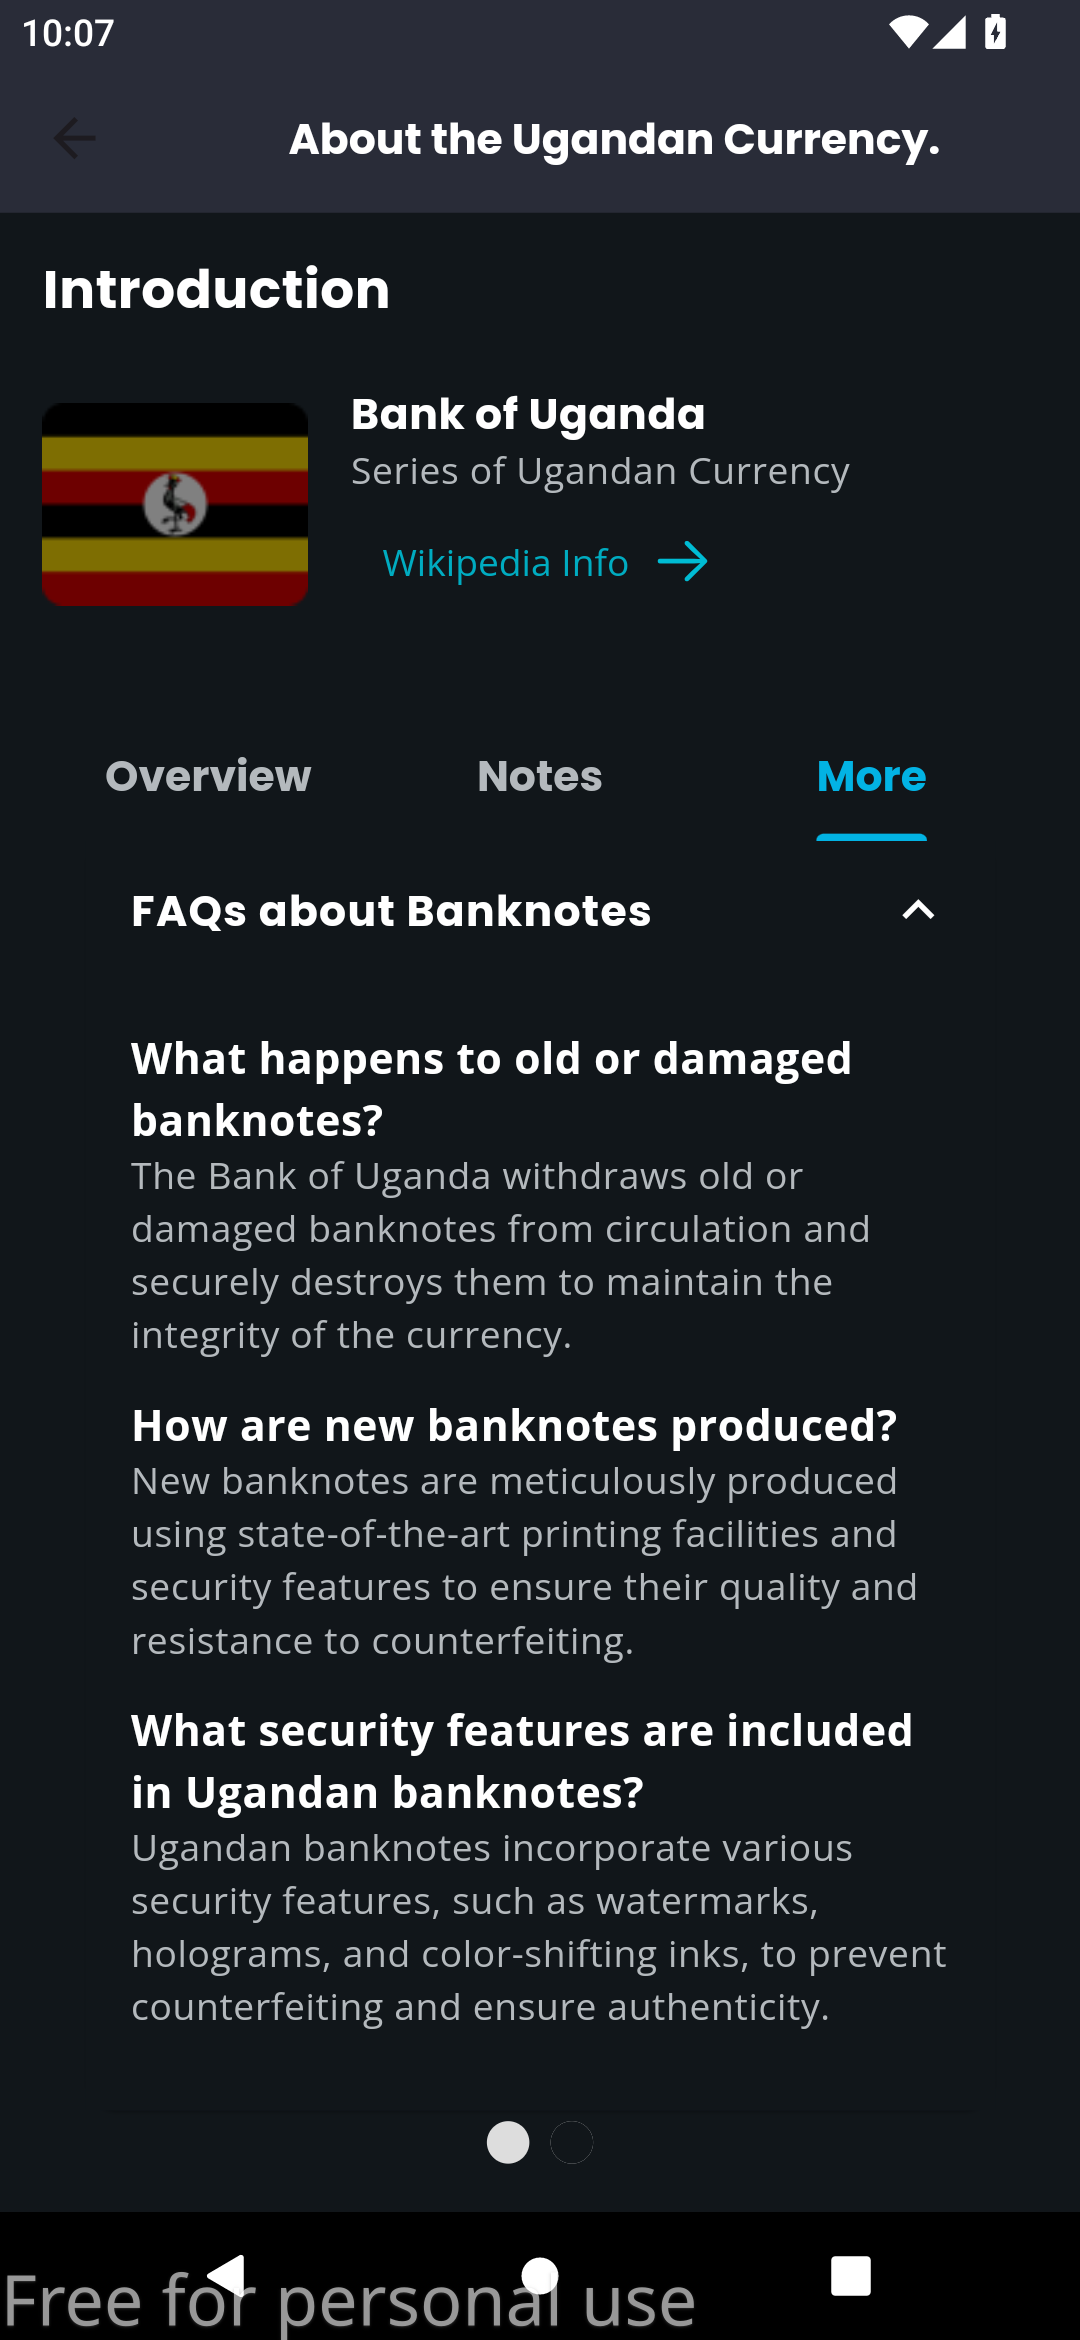 10:07
About the Ugandan Currency.
Introduction
Bank of Uganda
Series of Ugandan Currency
Wikipedia Info
Overview
Notes
More
FAQs about Banknotes
What happens to old or damaged
banknotes?
The Bank of Uganda withdraws old or
damaged banknotes from circulation and
securely destroys them to maintain the
integrity of the currency.
How are new banknotes produced?
New banknotes are meticulously produced
using state-of-the-art printing facilities and
security features to ensure their quality and
resistance to counterfeiting.
What security features are included
in Ugandan banknotes?
Ugandan banknotes incorporate various
security features, such as watermarks,
holograms, and color-shifting inks, to prevent
counterfeiting and ensure authenticity.
Free for personal use